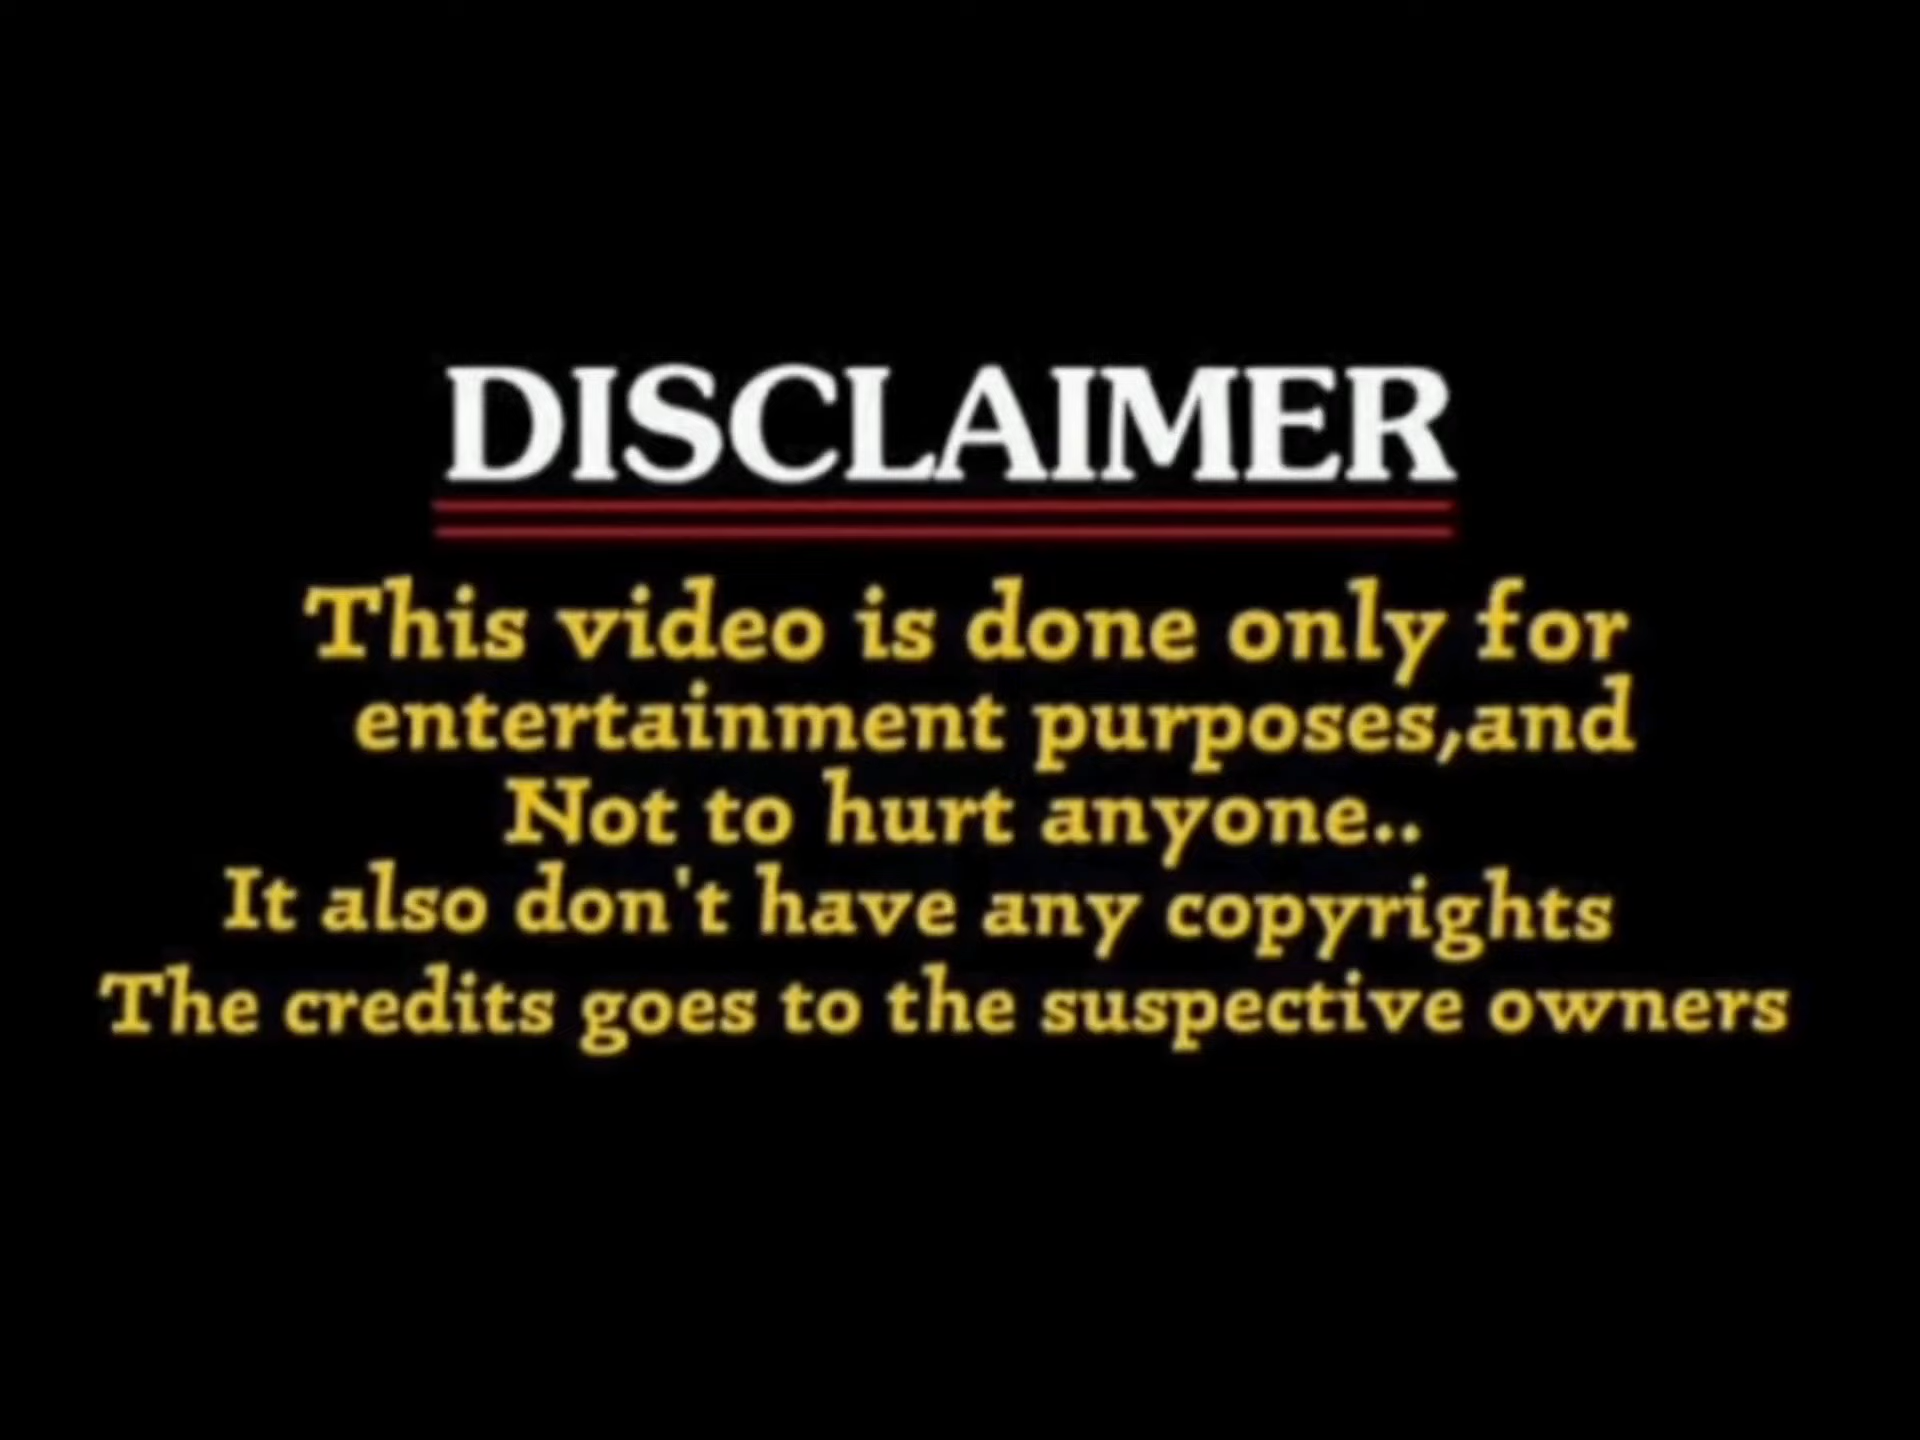 DISCLAIMER
This video is done only for
entertainment purposes,and
Not to hurt anyone..
It also don't have any copyrights
The credits goes to the suspective owners